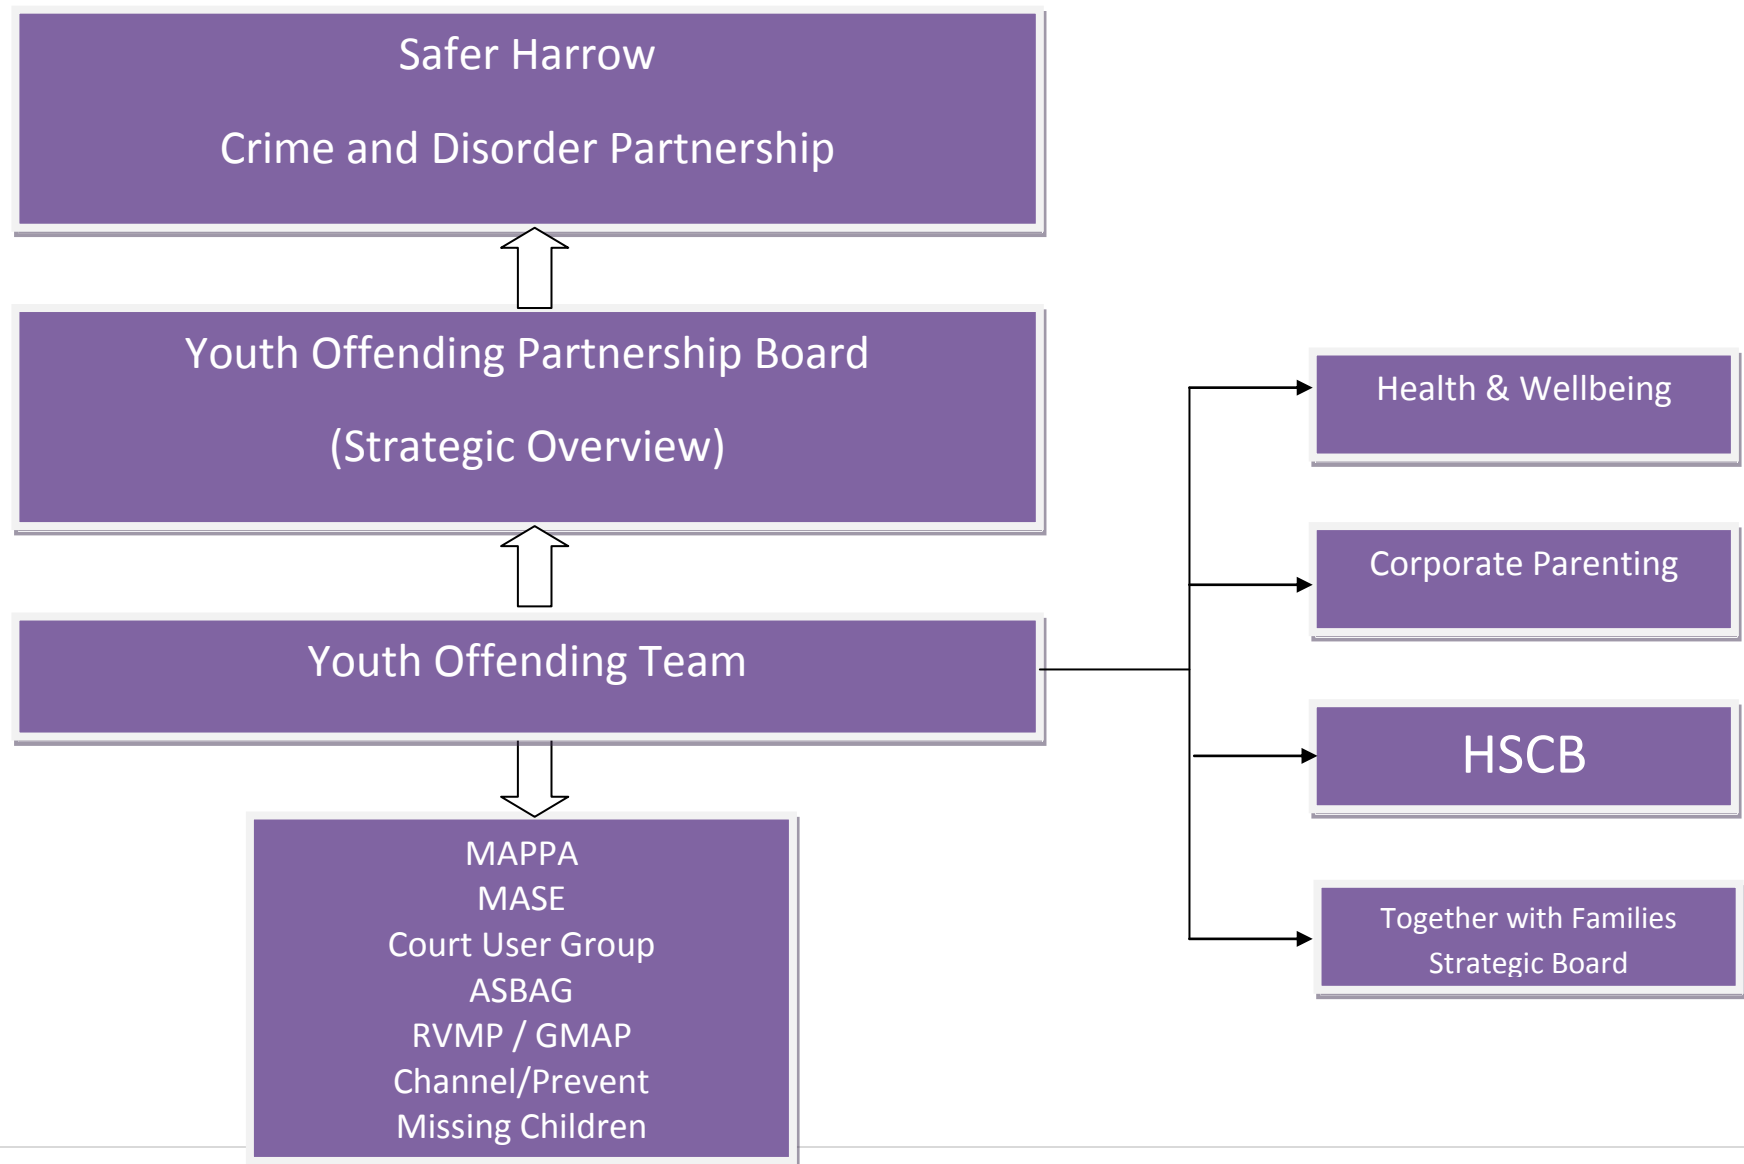 Safer Harrow
Crime and Disorder Partnership
Youth Offending Partnership Board
(Strategic Overview)
Youth Offending Team
MAPPA
MASE
Court User Group
ASBAG
RVMP / GMAP
Channel/Prevent
Missing Children
Health & Wellbeing
Corporate Parenting
HSCB
Together with Families
Strategic Board